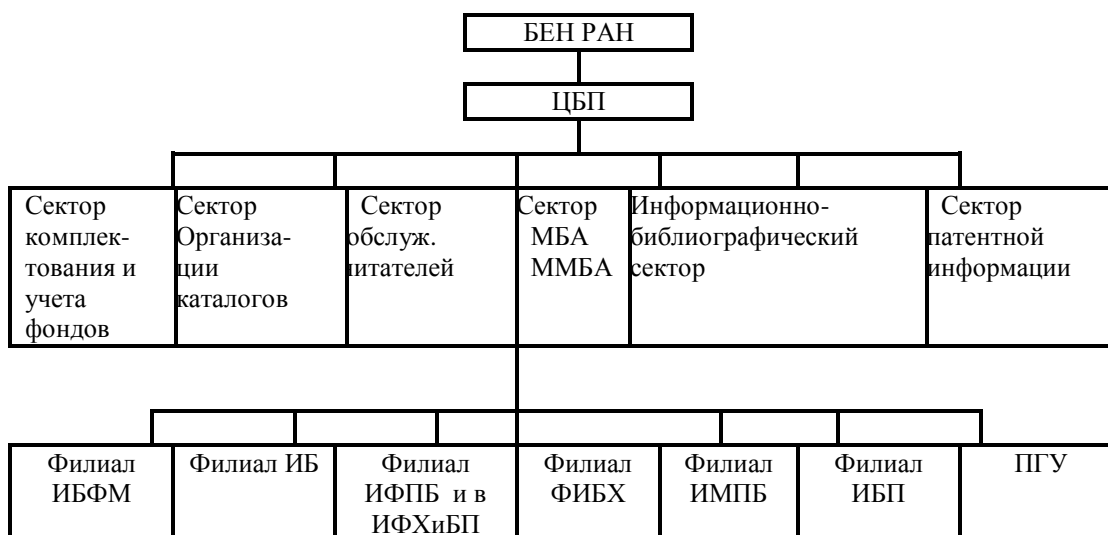 БЕН РАН
ЦБП
Сектор
комплек-
тования и
учета
фондов
Сектор
Организа-
ции
каталогов
Сектор
обслуж.
читателей
Сектор
МБА
ММБА
Информационно-
библиографический
сектор
Сектор
патентной
информации
Филиал
ИБФМ
Филиал ИБ
Филиал
ИФПБ и в
ИФХиБП
Филиал
ФИБХ
Филиал
ИМПБ
Филиал
ИБП
ПГУ